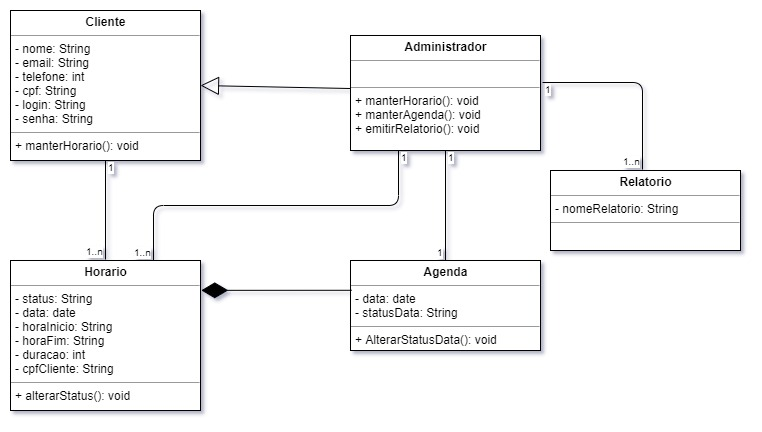 Cliente
- nome: String
- email: String
- telefone: int
- cpf: String
- login: String
- senha: String
+ manterHorario(): void
Administrador
+ manterHorario(): void
+ manterAgenda(): void
+ emitirRelatorio(): void
1
1..n
Relatorio
- nomeRelatorio: String
1
1
1
1..n
1..n
1
Horario
- status: String
- data: date
- horaInicio: String
- horaFim: String
- duracao: int
- cpfCliente: String
+ alterarStatus(): void
Agenda
- data: date
- statusData: String
+ AlterarStatusData(): void